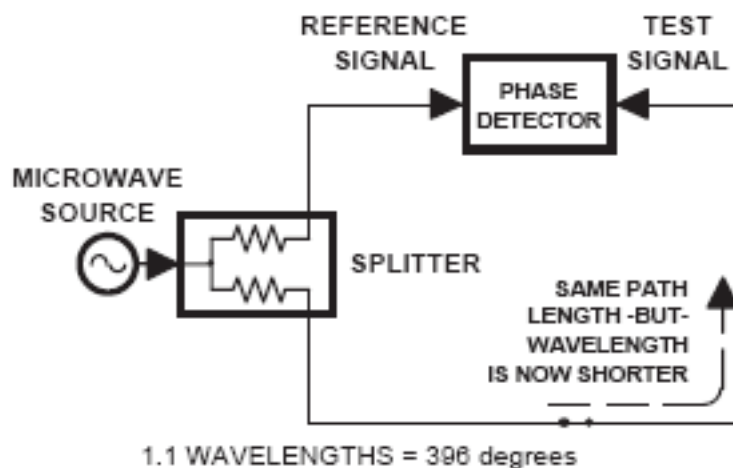 REFERENCE
SIGNAL
TEST
SIGNAL
PHASE
DETECTOR
MICROWAVE
SOURCE
SPLITTER
SAME PATH
LENGTH -BUT-
WAVELENGTH
IS NOW SHORTER
1.1 WAVELENGTHS = 396 degrees